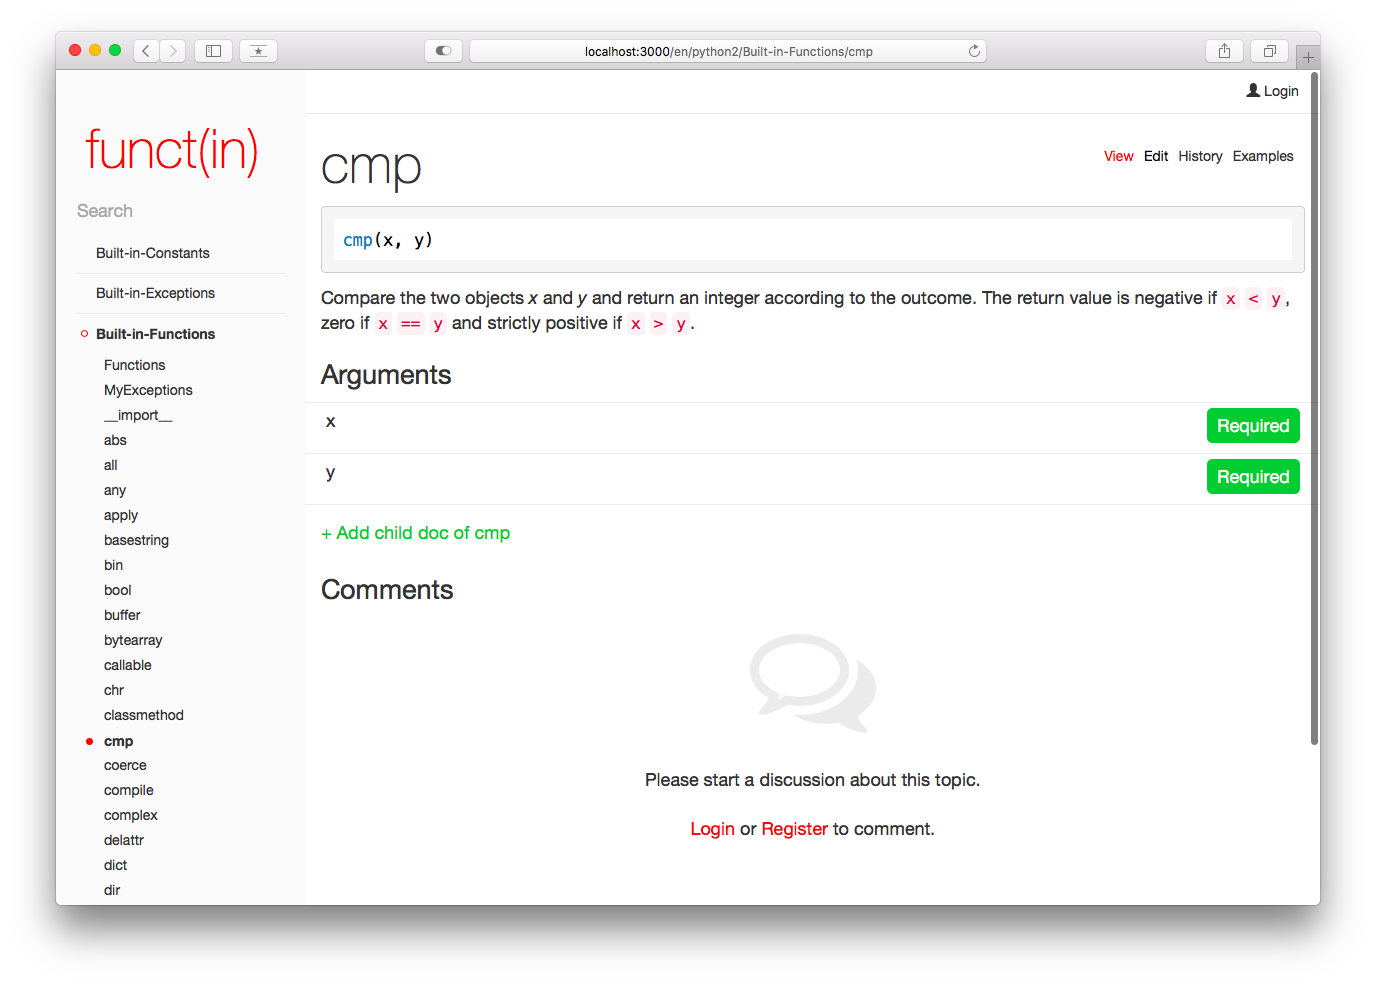 localhost:3000/en/python2/Built-in-Functions/cmp
Login
funct(in)
Search
Built-in-Constants
Built-in-Exceptions
Built-in-Functions
Functions
MyExceptions
__import__
abs
all
any
apply
basestring
bin
bool
buffer
bytearray
callable
chr
classmethod
cmp
coerce
compile
complex
delattr
dict
dir
cmp
View Edit History Examples
cmp(x, y)
Compare the two objects x and y and return an integer according to the outcome. The return value is negative if x < y,
zero if x == y and strictly positive if x > y.
Arguments
x Required
y Required
+ Add child doc of cmp
Comments
Please start a discussion about this topic.
Login or Register to comment.